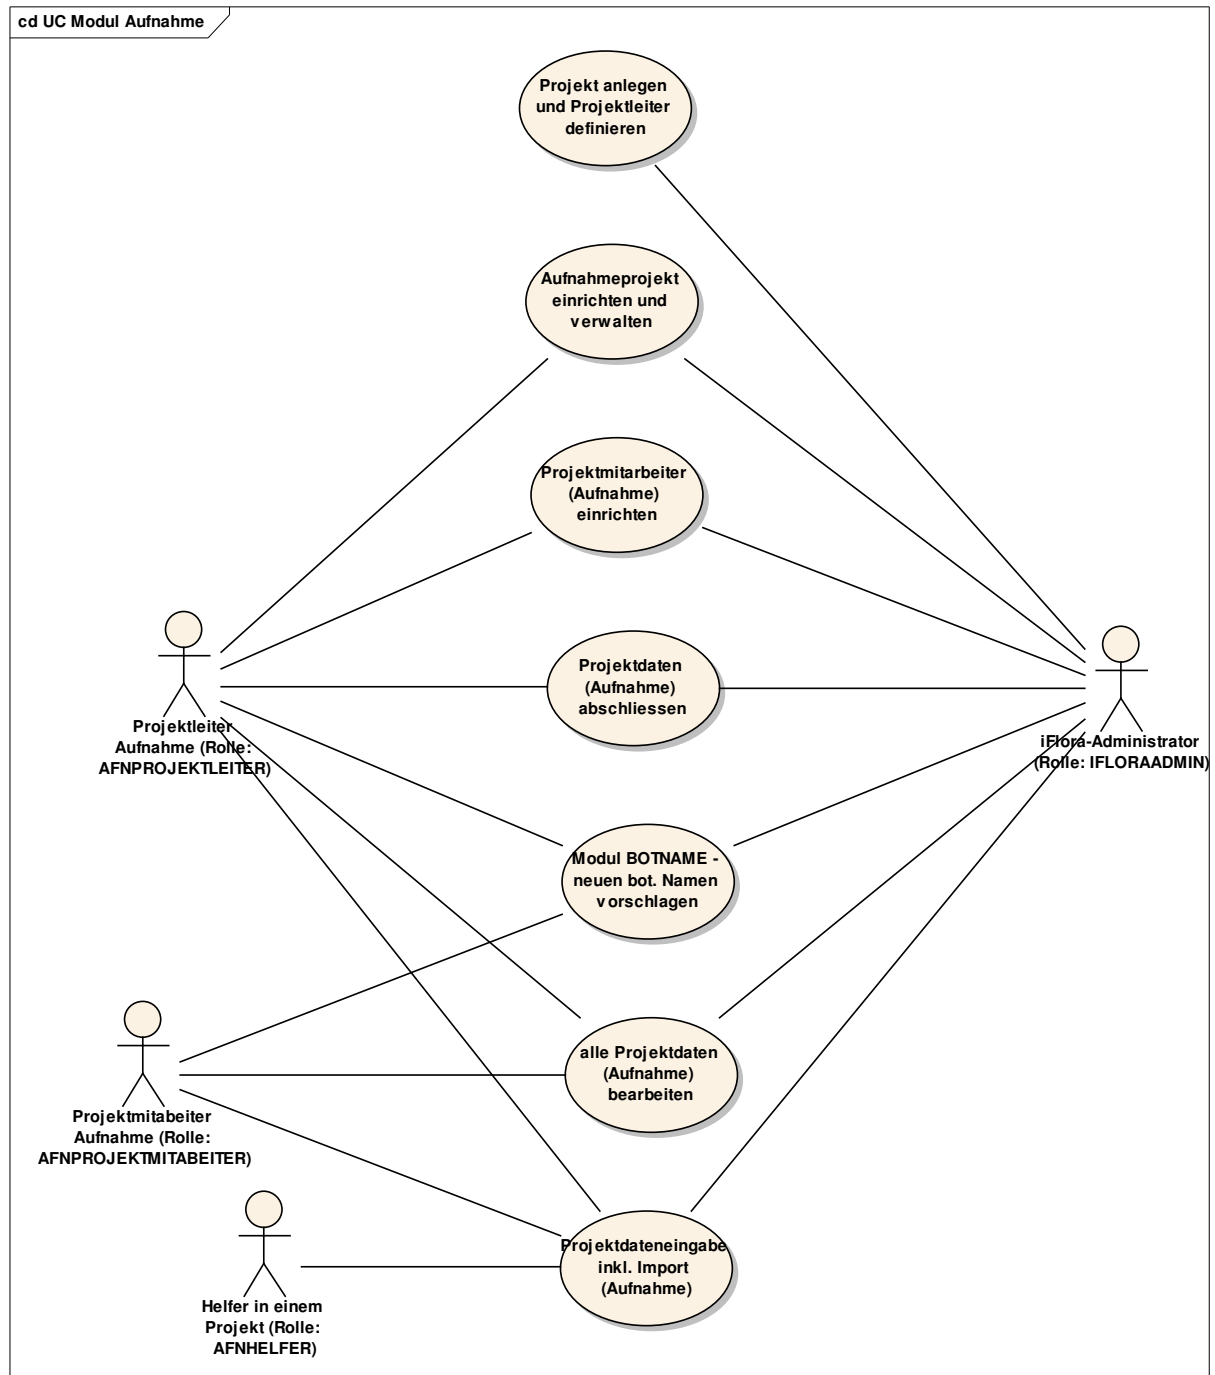 cd UC Modul Aufnahme
Projekt anlegen
und Projektleiter
definieren
Aufnahmeprojekt
einrichten und
verwalten
Projektmitarbeiter
(Aufnahme)
einrichten
Projektdaten
(Aufnahme)
abschliessen
Projektleiter
Aufnahme (Rolle:
AFNPROJEKTLEITER)
iFlora-Administrator
(Rolle: IFLORAADMIN)
Modul BOTNAME -
neuen bot. Namen
vorschlagen
alle Projektdaten
(Aufnahme)
bearbeiten
Projektmitabeiter
Aufnahme (Rolle:
AFNPROJEKTMITABEITER)
Projektdateneingabe
inkl. Import
(Aufnahme)
Helfer in einem
Projekt (Rolle:
AFNHELFER)